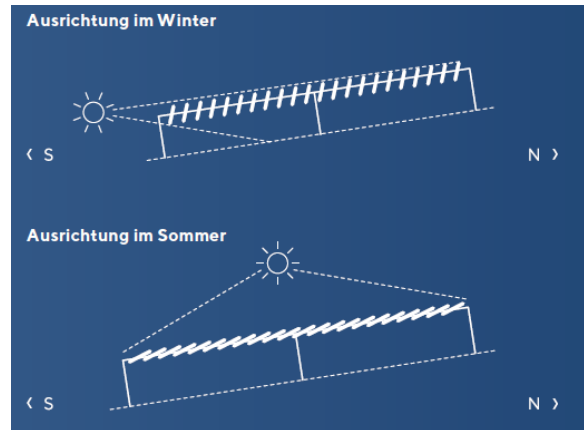 Ausrichtung im Winter
‹ S N ›
Ausrichtung im Sommer
‹ S N ›